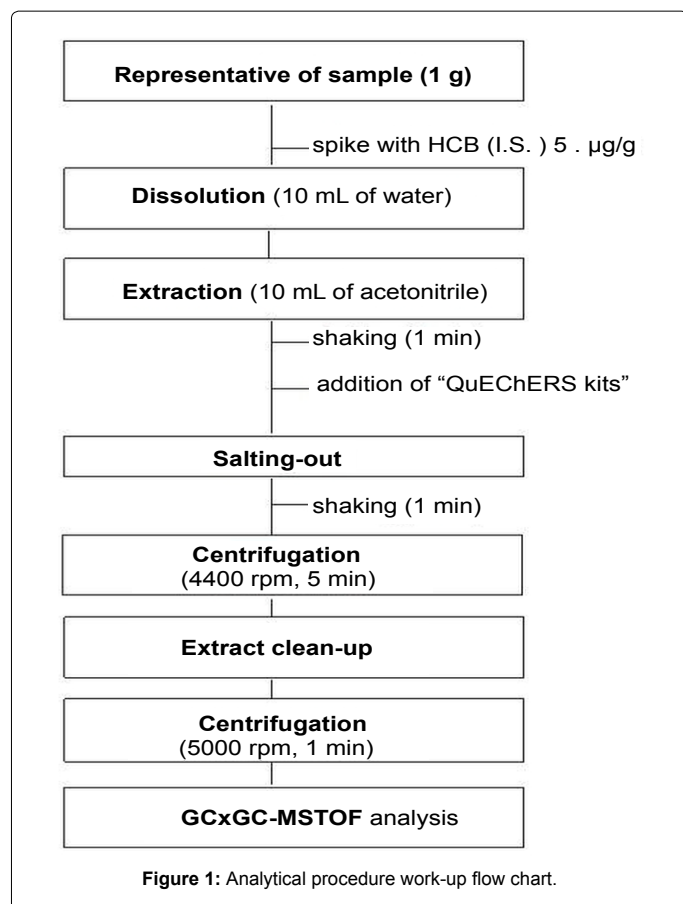 Representative of sample (1 g)
spike with HCB (I.S. ) 5 . µg/g
Dissolution (10 mL of water)
Extraction (10 mL of acetonitrile)
shaking (1 min)
addition of “QuEChERS kits”
Salting-out
shaking (1 min)
Centrifugation
(4400 rpm, 5 min)
Extract clean-up
Centrifugation
(5000 rpm, 1 min)
GCxGC-MSTOF analysis
Figure 1: Analytical procedure work-up flow chart.